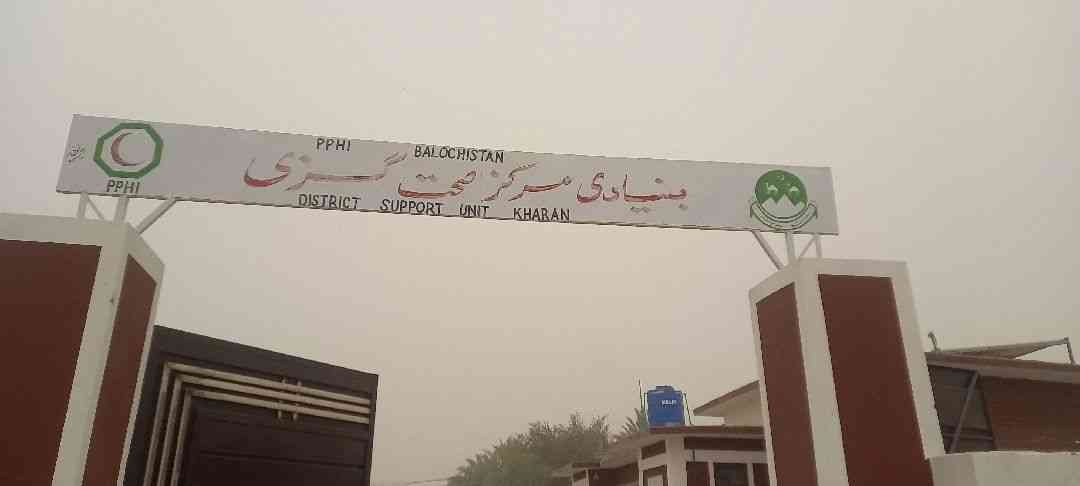 PPHI BALOCHISTAN
بنیادی مرکز صحت گزی
DISTRICT SUPPORT UNIT KHARAN
PPHI